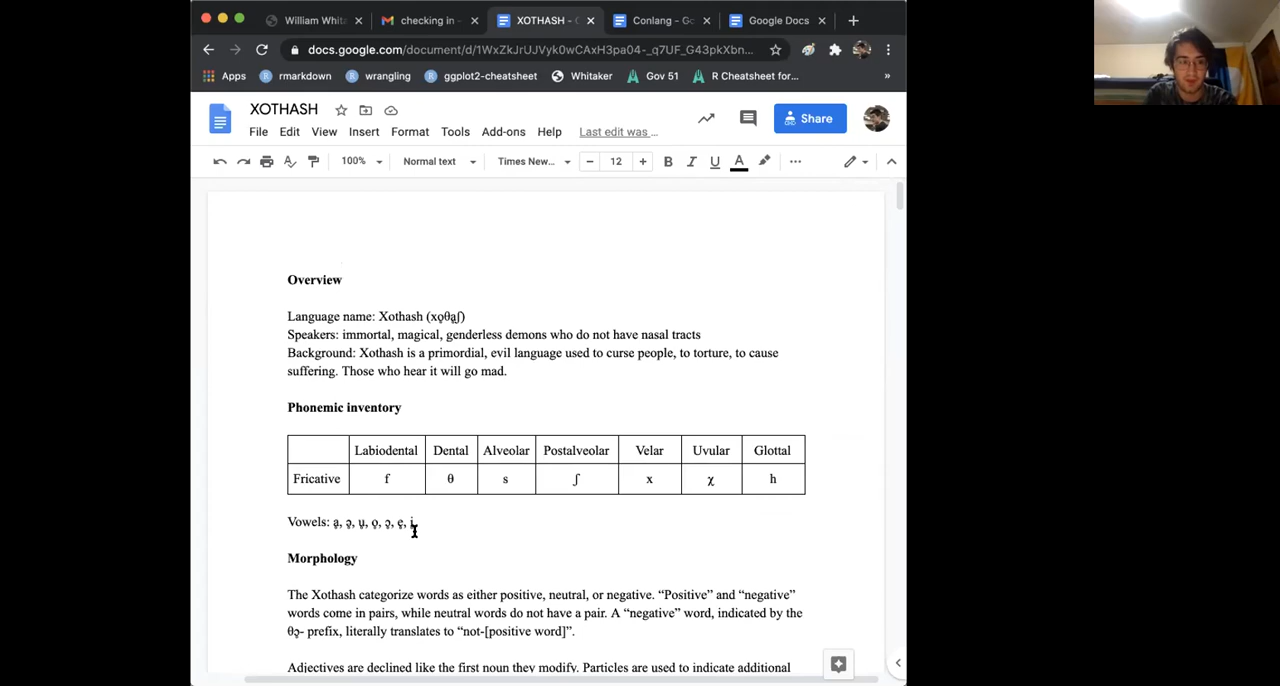 William Whita
checking in -
XOTHASH - G
Conlang - Go
Google Docs
docs.google.com/document/d/1WxZkJrUJVyk0wCAxH3pa04-_q7UF_G43pkXbn...
Apps
rmarkdown
wrangling
ggplot2-cheatsheet
Whitaker
Gov 51
R Cheatsheet for...
»
XOTHASH
Share
File Edit View Insert Format Tools Add-ons Help Last edit was ...
100% Normal text Times New... 12 B I U A
Overview
Language name: Xothash (xo̤θa̤ʃ)
Speakers: immortal, magical, genderless demons who do not have nasal tracts
Background: Xothash is a primordial, evil language used to curse people, to torture, to cause
suffering. Those who hear it will go mad.
Phonemic inventory
Labiodental Dental Alveolar Postalveolar Velar Uvular Glottal
Fricative f θ s ʃ x χ h
Vowels: a̤, ə̤, ṳ, o̤, ɔ̤, e̤, i̤
Morphology
The Xothash categorize words as either positive, neutral, or negative. “Positive” and “negative”
words come in pairs, while neutral words do not have a pair. A “negative” word, indicated by the
θə̤- prefix, literally translates to “not-[positive word]”.
Adjectives are declined like the first noun they modify. Particles are used to indicate additional